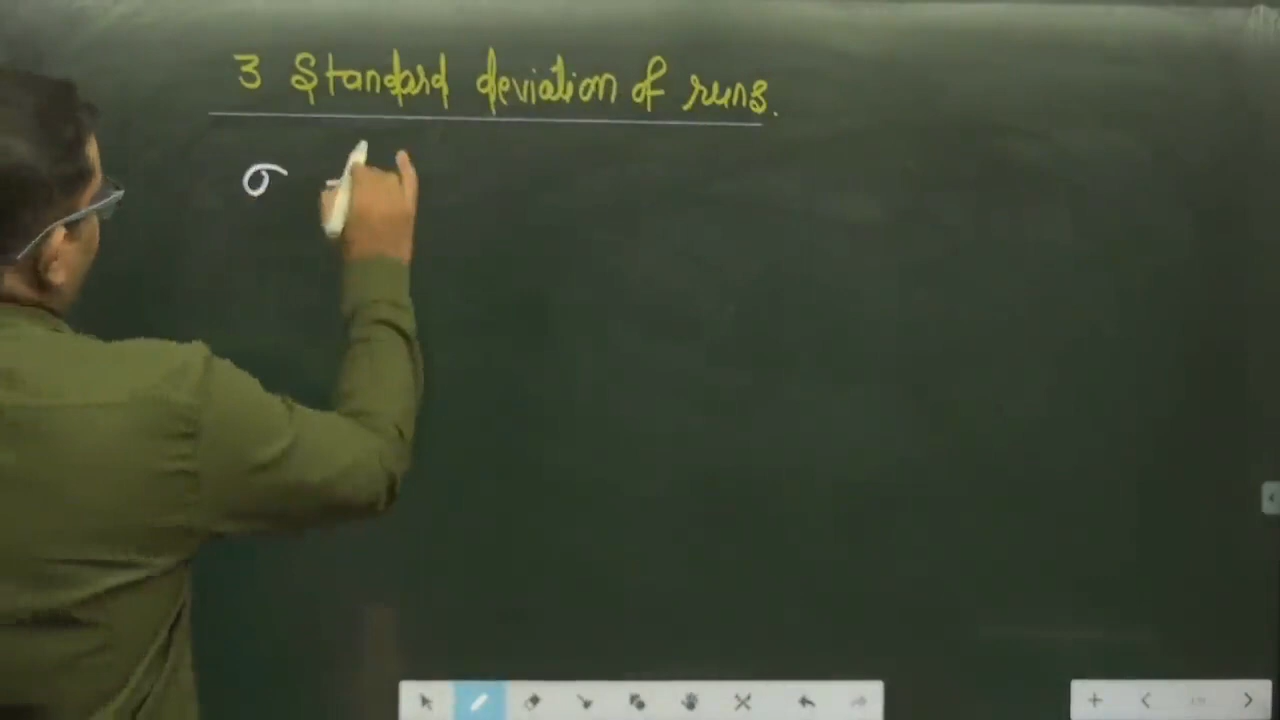 3 Standard deviation of runs.
σ